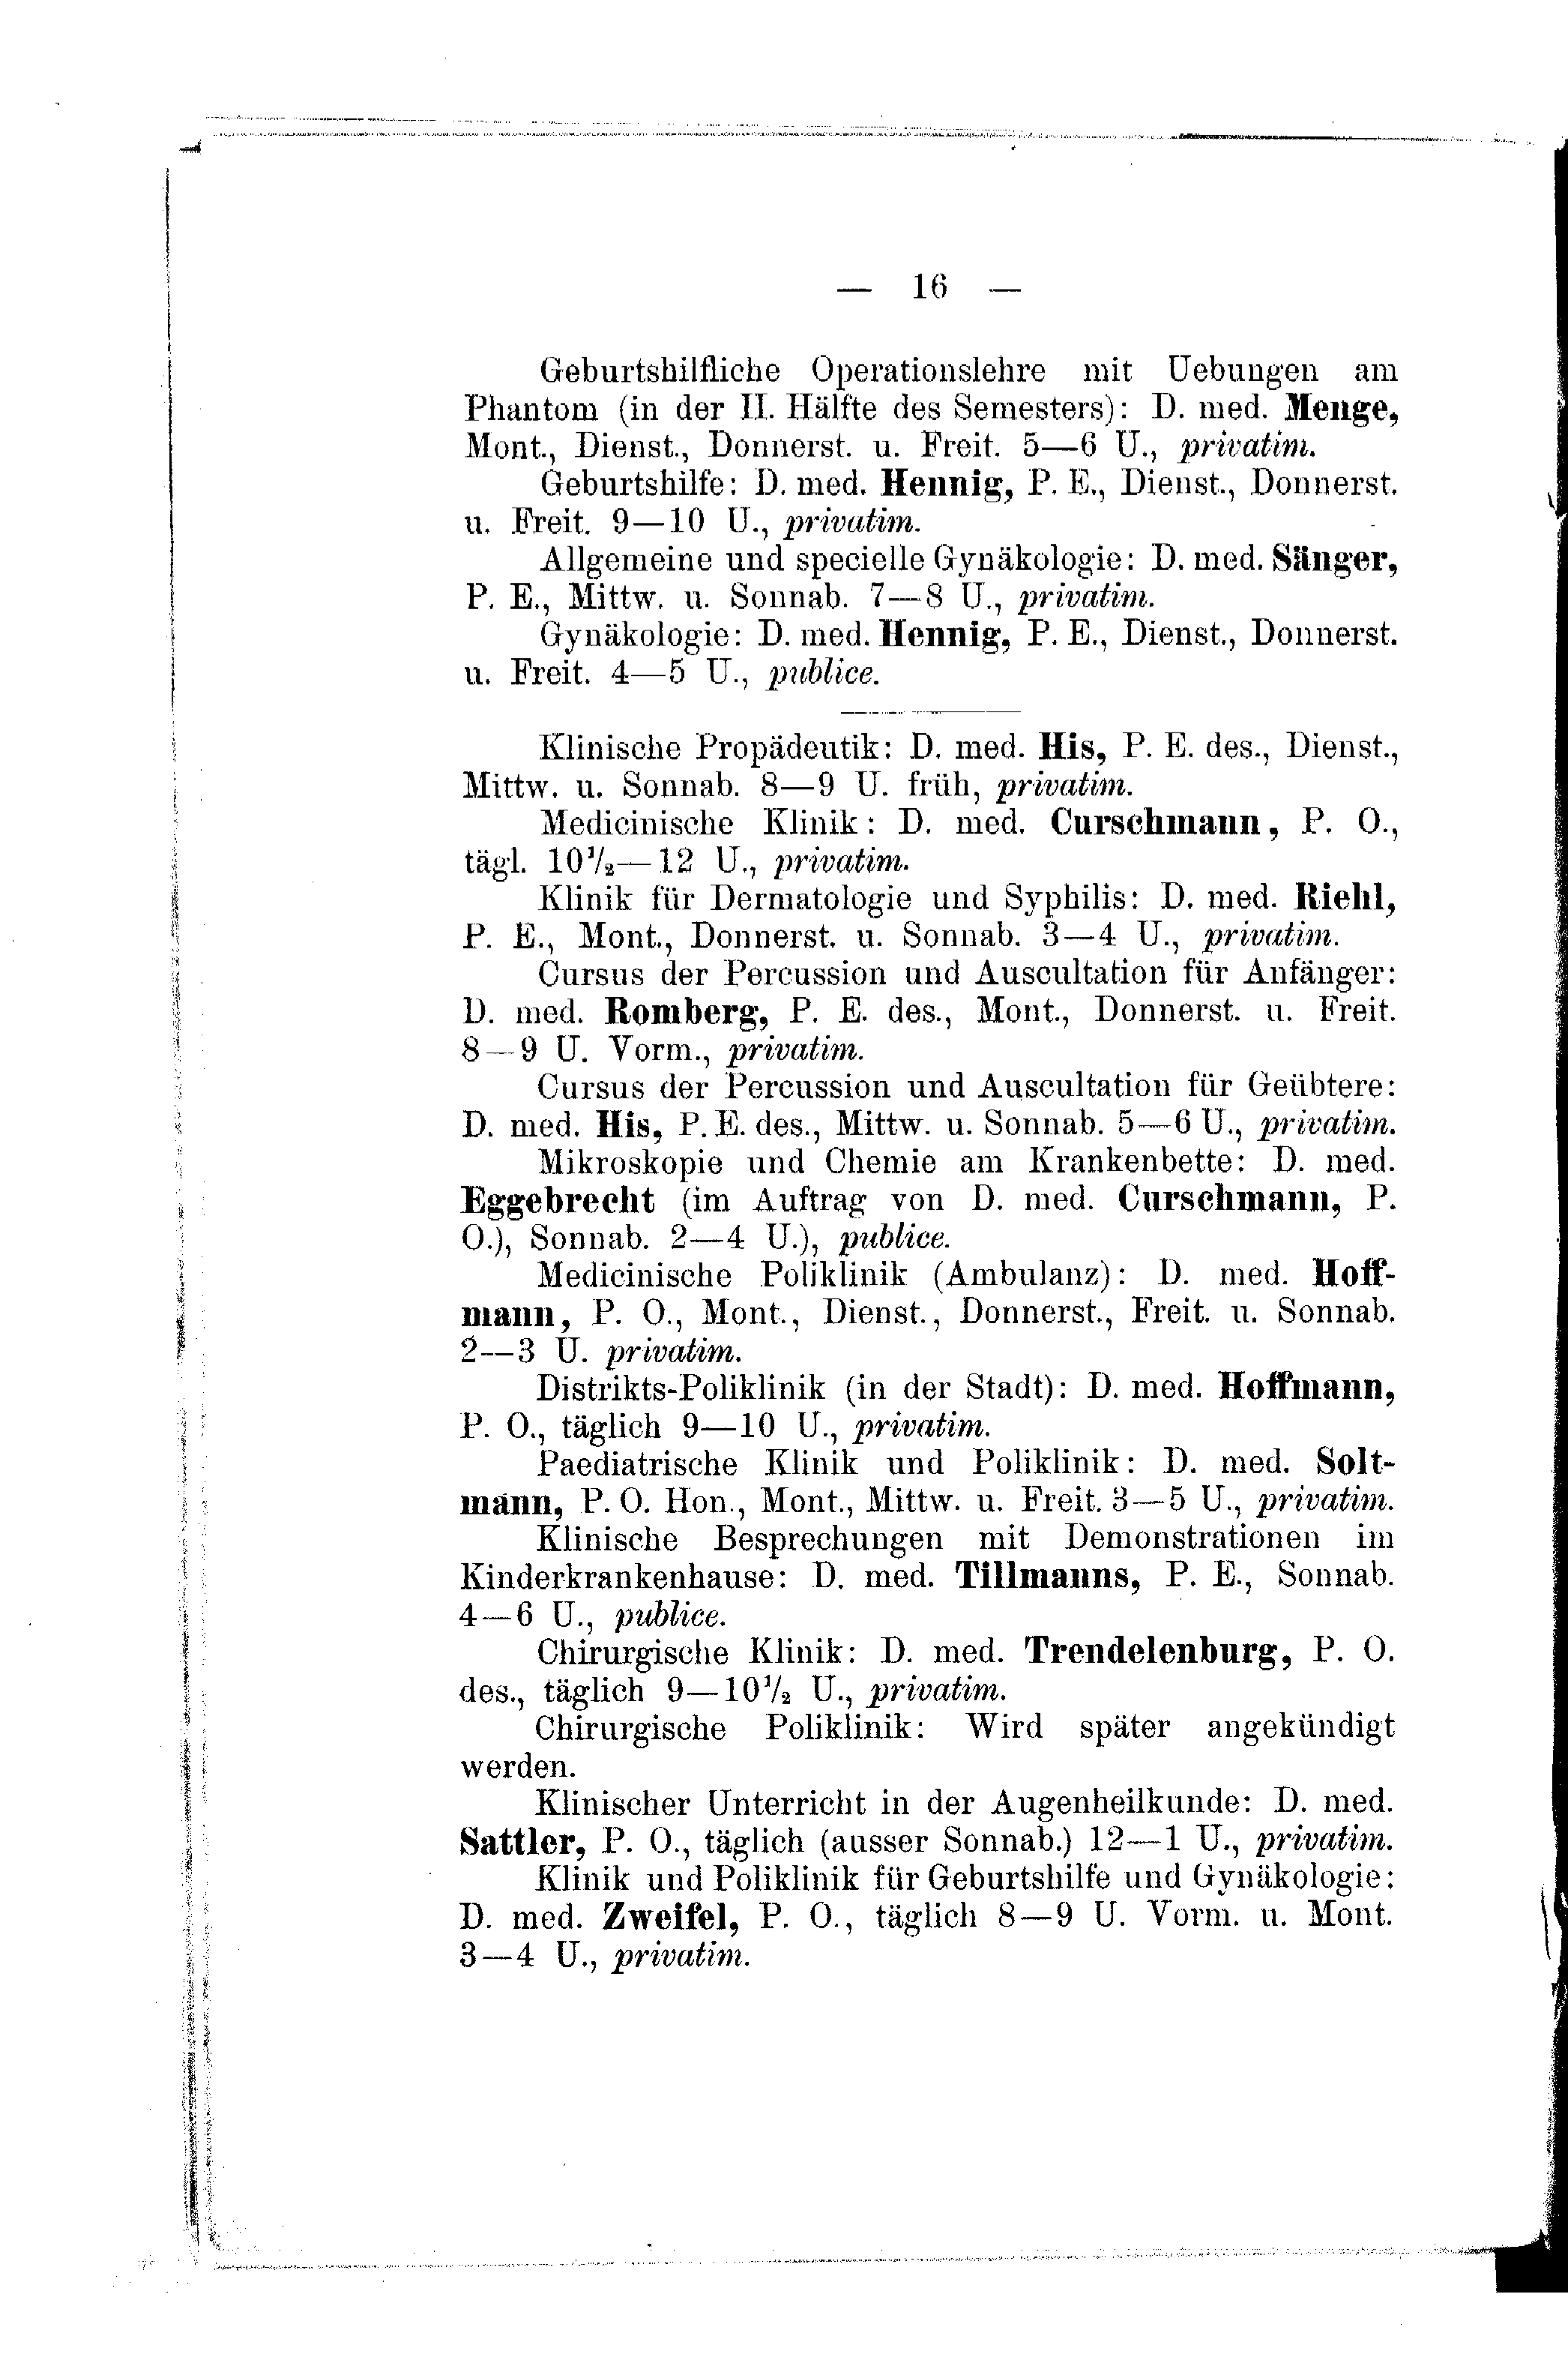 — 16 —
Geburtshilfliche Operationslehre mit Uebungen am
Phantom (in der II. Hälfte des Semesters): D. med. Menge,
Mont., Dienst., Donnerst. u. Freit. 5—6 U., privatim.
Geburtshilfe: D. med. Hennig, P. E., Dienst., Donnerst.
u. Freit. 9—10 U., privatim.
Allgemeine und specielle Gynäkologie: D. med. Sänger,
P. E., Mittw. u. Sonnab. 7—8 U., privatim.
Gynäkologie: D. med. Hennig, P. E., Dienst., Donnerst.
u. Freit. 4—5 U., publice.
Klinische Propädeutik: D. med. His, P. E. des., Dienst.,
Mittw. u. Sonnab. 8—9 U. früh, privatim.
Medicinische Klinik: D. med. Curschmann, P. O.,
tägl. 10½—12 U., privatim.
Klinik für Dermatologie und Syphilis: D. med. Riehl,
P. E., Mont., Donnerst. u. Sonnab. 3—4 U., privatim.
Cursus der Percussion und Auscultation für Anfänger:
D. med. Romberg, P. E. des., Mont., Donnerst. u. Freit.
8—9 U. Vorm., privatim.
Cursus der Percussion und Auscultation für Geübtere:
D. med. His, P. E. des., Mittw. u. Sonnab. 5—6 U., privatim.
Mikroskopie und Chemie am Krankenbette: D. med.
Eggebrecht (im Auftrag von D. med. Curschmann, P.
O.), Sonnab. 2—4 U.), publice.
Medicinische Poliklinik (Ambulanz): D. med. Hoff-
mann, P. O., Mont., Dienst., Donnerst., Freit. u. Sonnab.
2—3 U. privatim.
Distrikts-Poliklinik (in der Stadt): D. med. Hoffmann,
P. O., täglich 9—10 U., privatim.
Paediatrische Klinik und Poliklinik: D. med. Solt-
mann, P. O. Hon., Mont., Mittw. u. Freit. 3—5 U., privatim.
Klinische Besprechungen mit Demonstrationen im
Kinderkrankenhause: D. med. Tillmanns, P. E., Sonnab.
4—6 U., publice.
Chirurgische Klinik: D. med. Trendelenburg, P. O.
des., täglich 9—10½ U., privatim.
Chirurgische Poliklinik: Wird später angekündigt
werden.
Klinischer Unterricht in der Augenheilkunde: D. med.
Sattler, P. O., täglich (ausser Sonnab.) 12—1 U., privatim.
Klinik und Poliklinik für Geburtshilfe und Gynäkologie:
D. med. Zweifel, P. O., täglich 8—9 U. Vorm. u. Mont.
3—4 U., privatim.